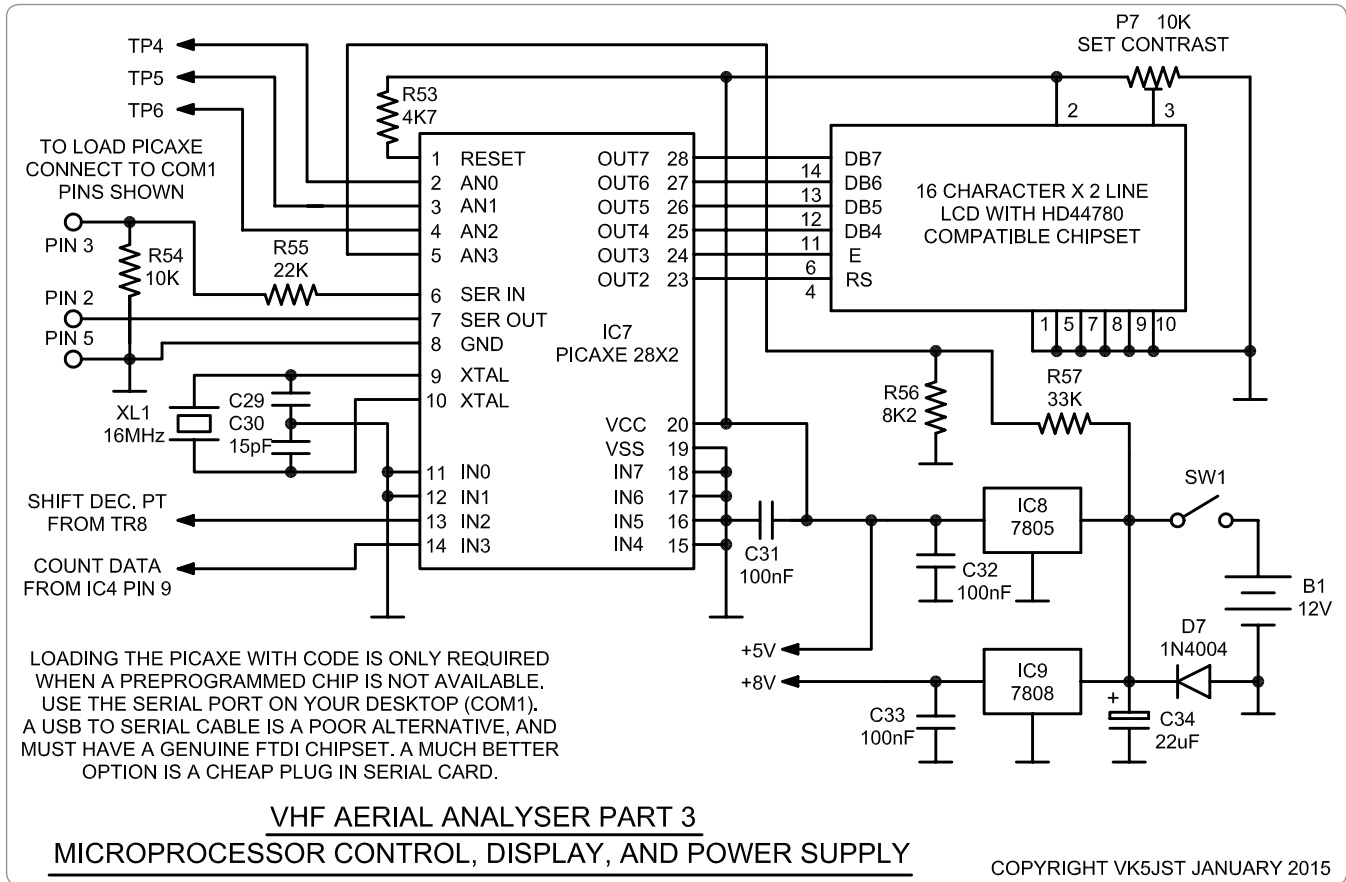 P7 10K
SET CONTRAST
TP4
TP5
TP6
R53
4K7
2
3
TO LOAD PICAXE
CONNECT TO COM1
PINS SHOWN
PIN 3
R54
10K
R55
22K
PIN 2
PIN 5
1 RESET
2 AN0
3 AN1
4 AN2
5 AN3
6 SER IN
7 SER OUT
8 GND
9 XTAL
10 XTAL
11 IN0
12 IN1
13 IN2
14 IN3
OUT7 28
OUT6 27
OUT5 26
OUT4 25
OUT3 24
OUT2 23
IC7
PICAXE 28X2
VCC 20
VSS 19
IN7 18
IN6 17
IN5 16
IN4 15
14
13
12
11
6
4
DB7
DB6
DB5
DB4
E
RS
16 CHARACTER X 2 LINE
LCD WITH HD44780
COMPATIBLE CHIPSET
1 5 7 8 9 10
XL1
16MHz
C29
C30
15pF
R56
8K2
R57
33K
SHIFT DEC. PT
FROM TR8
COUNT DATA
FROM IC4 PIN 9
C31
100nF
C32
100nF
IC8
7805
SW1
B1
12V
+5V
+8V
C33
100nF
IC9
7808
D7
1N4004
+
C34
22uF
LOADING THE PICAXE WITH CODE IS ONLY REQUIRED
WHEN A PREPROGRAMMED CHIP IS NOT AVAILABLE.
USE THE SERIAL PORT ON YOUR DESKTOP (COM1).
A USB TO SERIAL CABLE IS A POOR ALTERNATIVE, AND
MUST HAVE A GENUINE FTDI CHIPSET. A MUCH BETTER
OPTION IS A CHEAP PLUG IN SERIAL CARD.
VHF AERIAL ANALYSER PART 3
MICROPROCESSOR CONTROL, DISPLAY, AND POWER SUPPLY
COPYRIGHT VK5JST JANUARY 2015